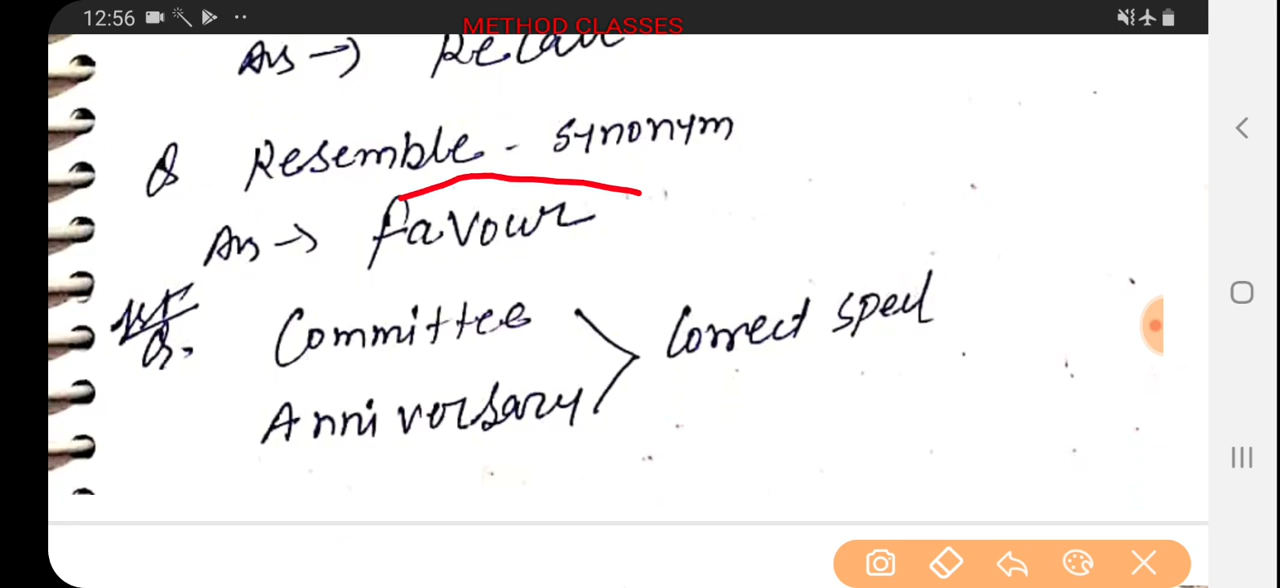 12:56
METHOD CLASSES
Ans → Recall
Q Resemble - Synonym
Ans → favour
Q. Committee
Anniversary
Correct spell